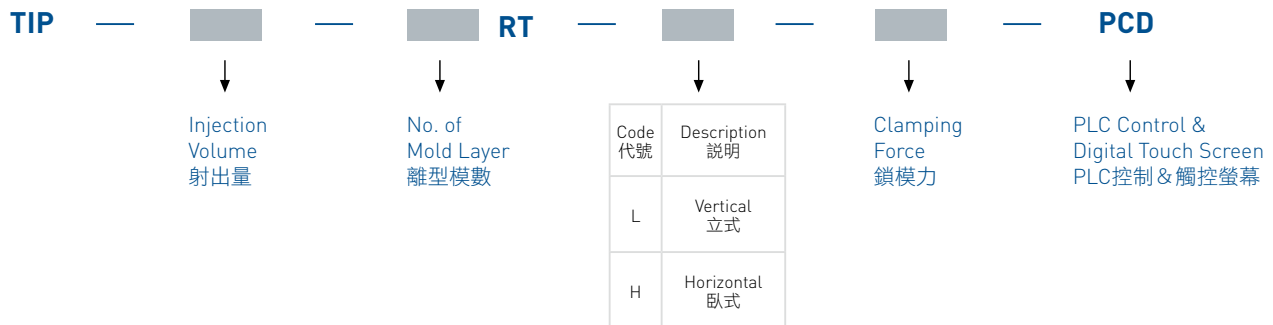 TIP — — RT — — — PCD
Injection
Volume
射出量
No. of
Mold Layer
離型模數
Code
代號
Description
説明
L
Vertical
立式
H
Horizontal
臥式
Clamping
Force
鎖模力
PLC Control &
Digital Touch Screen
PLC控制＆觸控螢幕